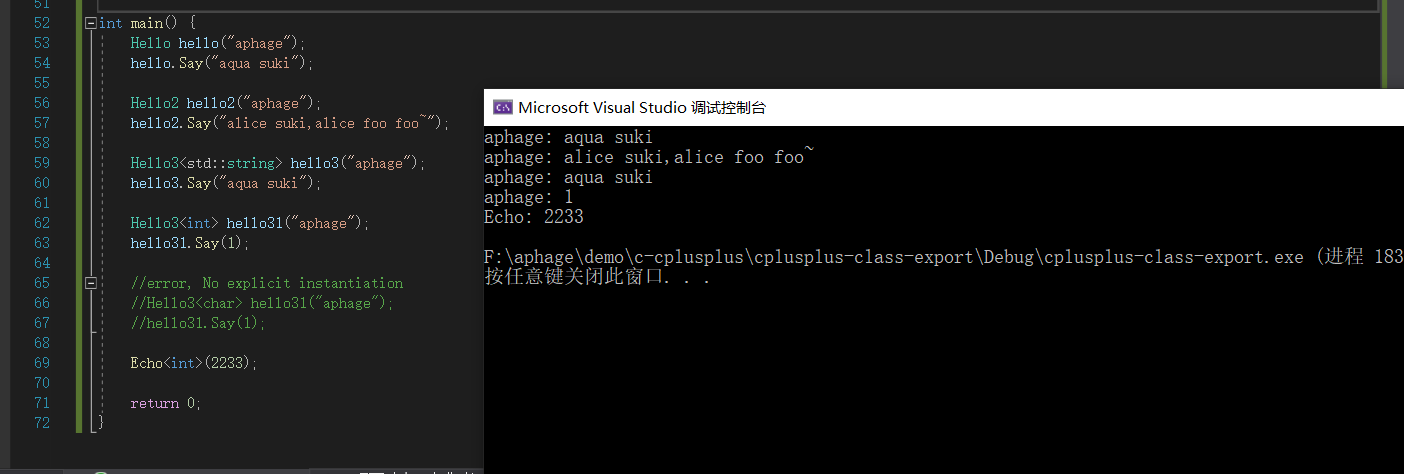 51
52 int main() {
53 Hello hello("aphage");
54 hello.Say("aqua suki");
55
56 Hello2 hello2("aphage");
57 hello2.Say("alice suki,alice foo foo~");
58
59 Hello3<std::string> hello3("aphage");
60 hello3.Say("aqua suki");
61
62 Hello3<int> hello31("aphage");
63 hello31.Say(1);
64
65 //error, No explicit instantiation
66 //Hello3<char> hello31("aphage");
67 //hello31.Say(1);
68
69 Echo<int>(2233);
70
71 return 0;
72 }
Microsoft Visual Studio 调试控制台
aphage: aqua suki
aphage: alice suki,alice foo foo~
aphage: aqua suki
aphage: 1
Echo: 2233
F:\aphage\demo\c-cplusplus\cplusplus-class-export\Debug\cplusplus-class-export.exe (进程 183
按任意键关闭此窗口. . .